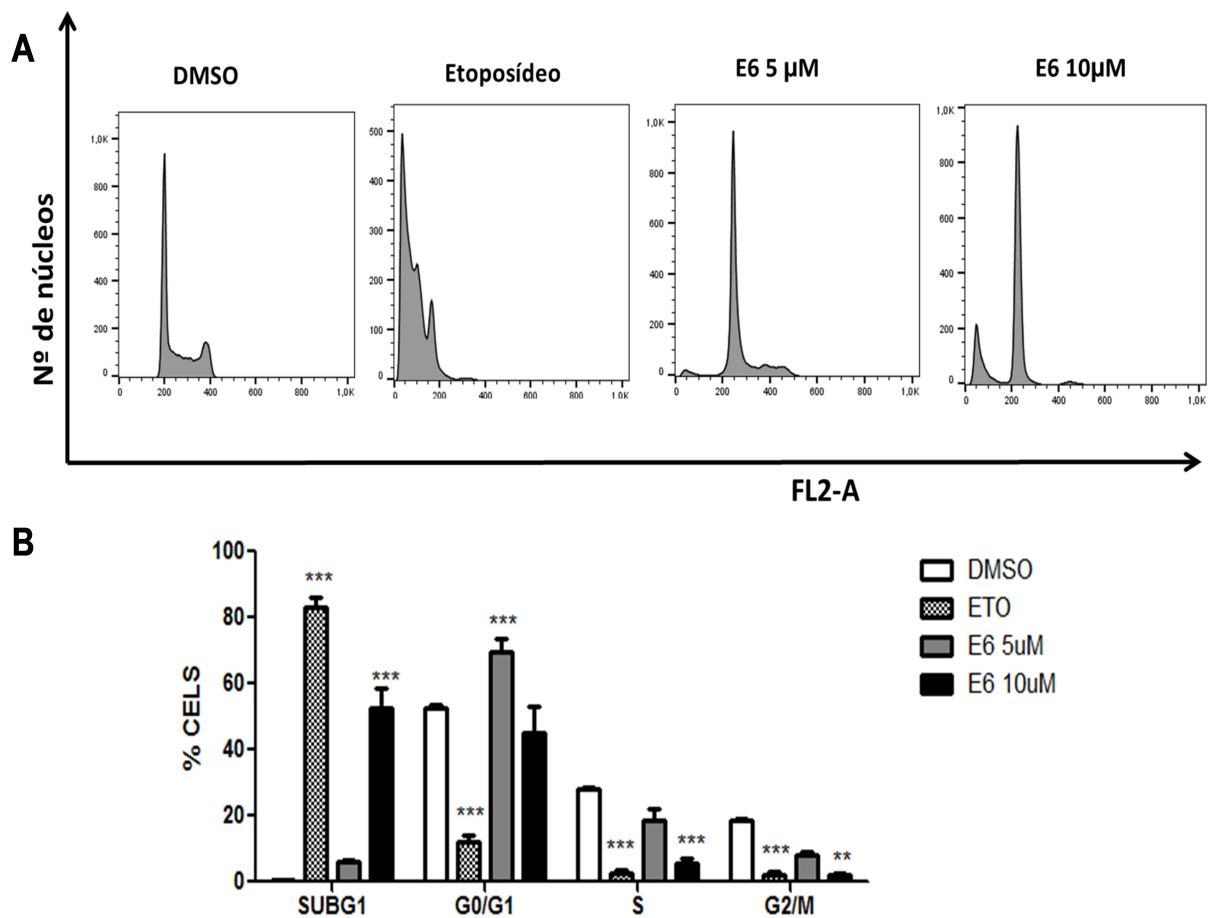 A
DMSO
Etoposídeo
E6 5 μM
E6 10μM
Nº de núcleos
1,0K
800
600
400
200
0
0 200 400 600 800 1,0K
500
400
300
200
100
0
0 200 400 600 800 1,0K
1,0K
800
600
400
200
0
0 200 400 600 800 1,0K
1,0K
800
600
400
200
0
0 200 400 600 800 1,0K
FL2-A
B
% CELS
100
80
60
40
20
0
***
***
***
***
***
***
***
**
SUBG1 G0/G1 S G2/M
DMSO
ETO
E6 5uM
E6 10uM